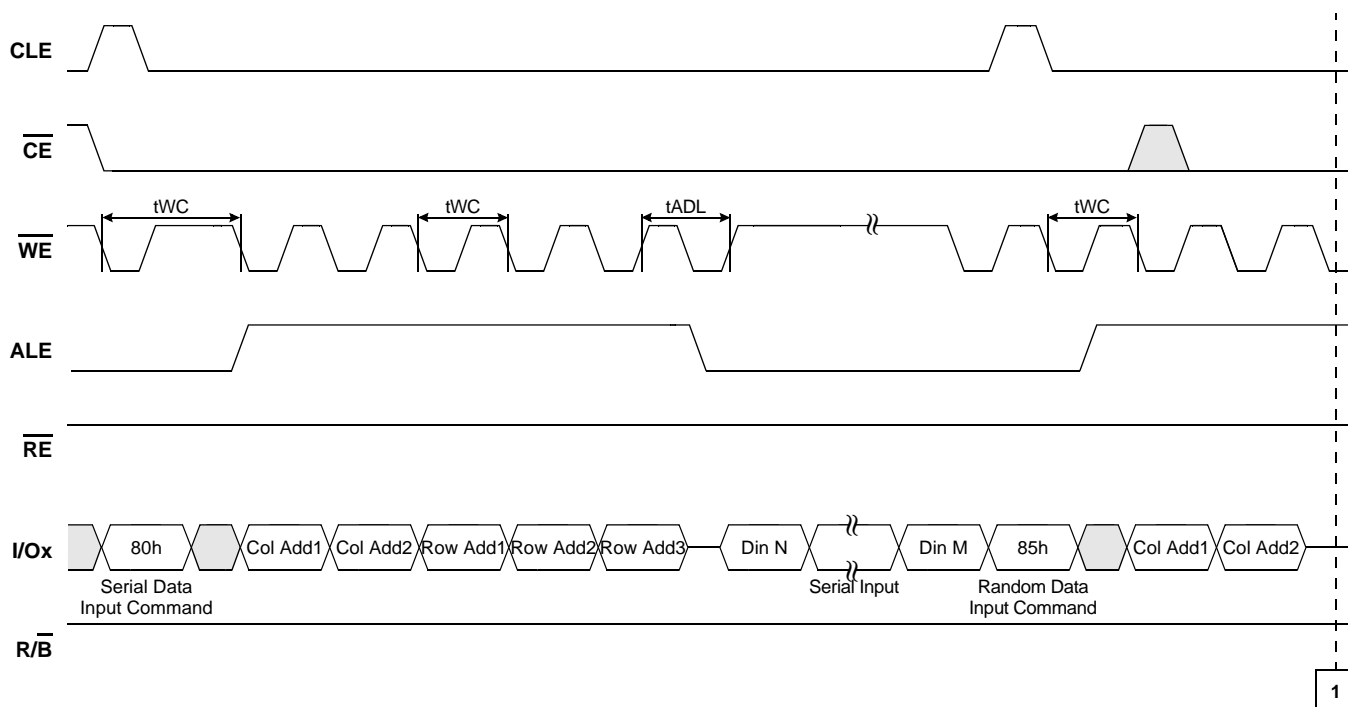 CLE
CE
tWC tWC tADL tWC
WE
ALE
RE
I/Ox 80h Col Add1 Col Add2 Row Add1 Row Add2 Row Add3 Din N Din M 85h Col Add1 Col Add2
Serial Data Serial Input Random Data
Input Command Input Command
R/B
1